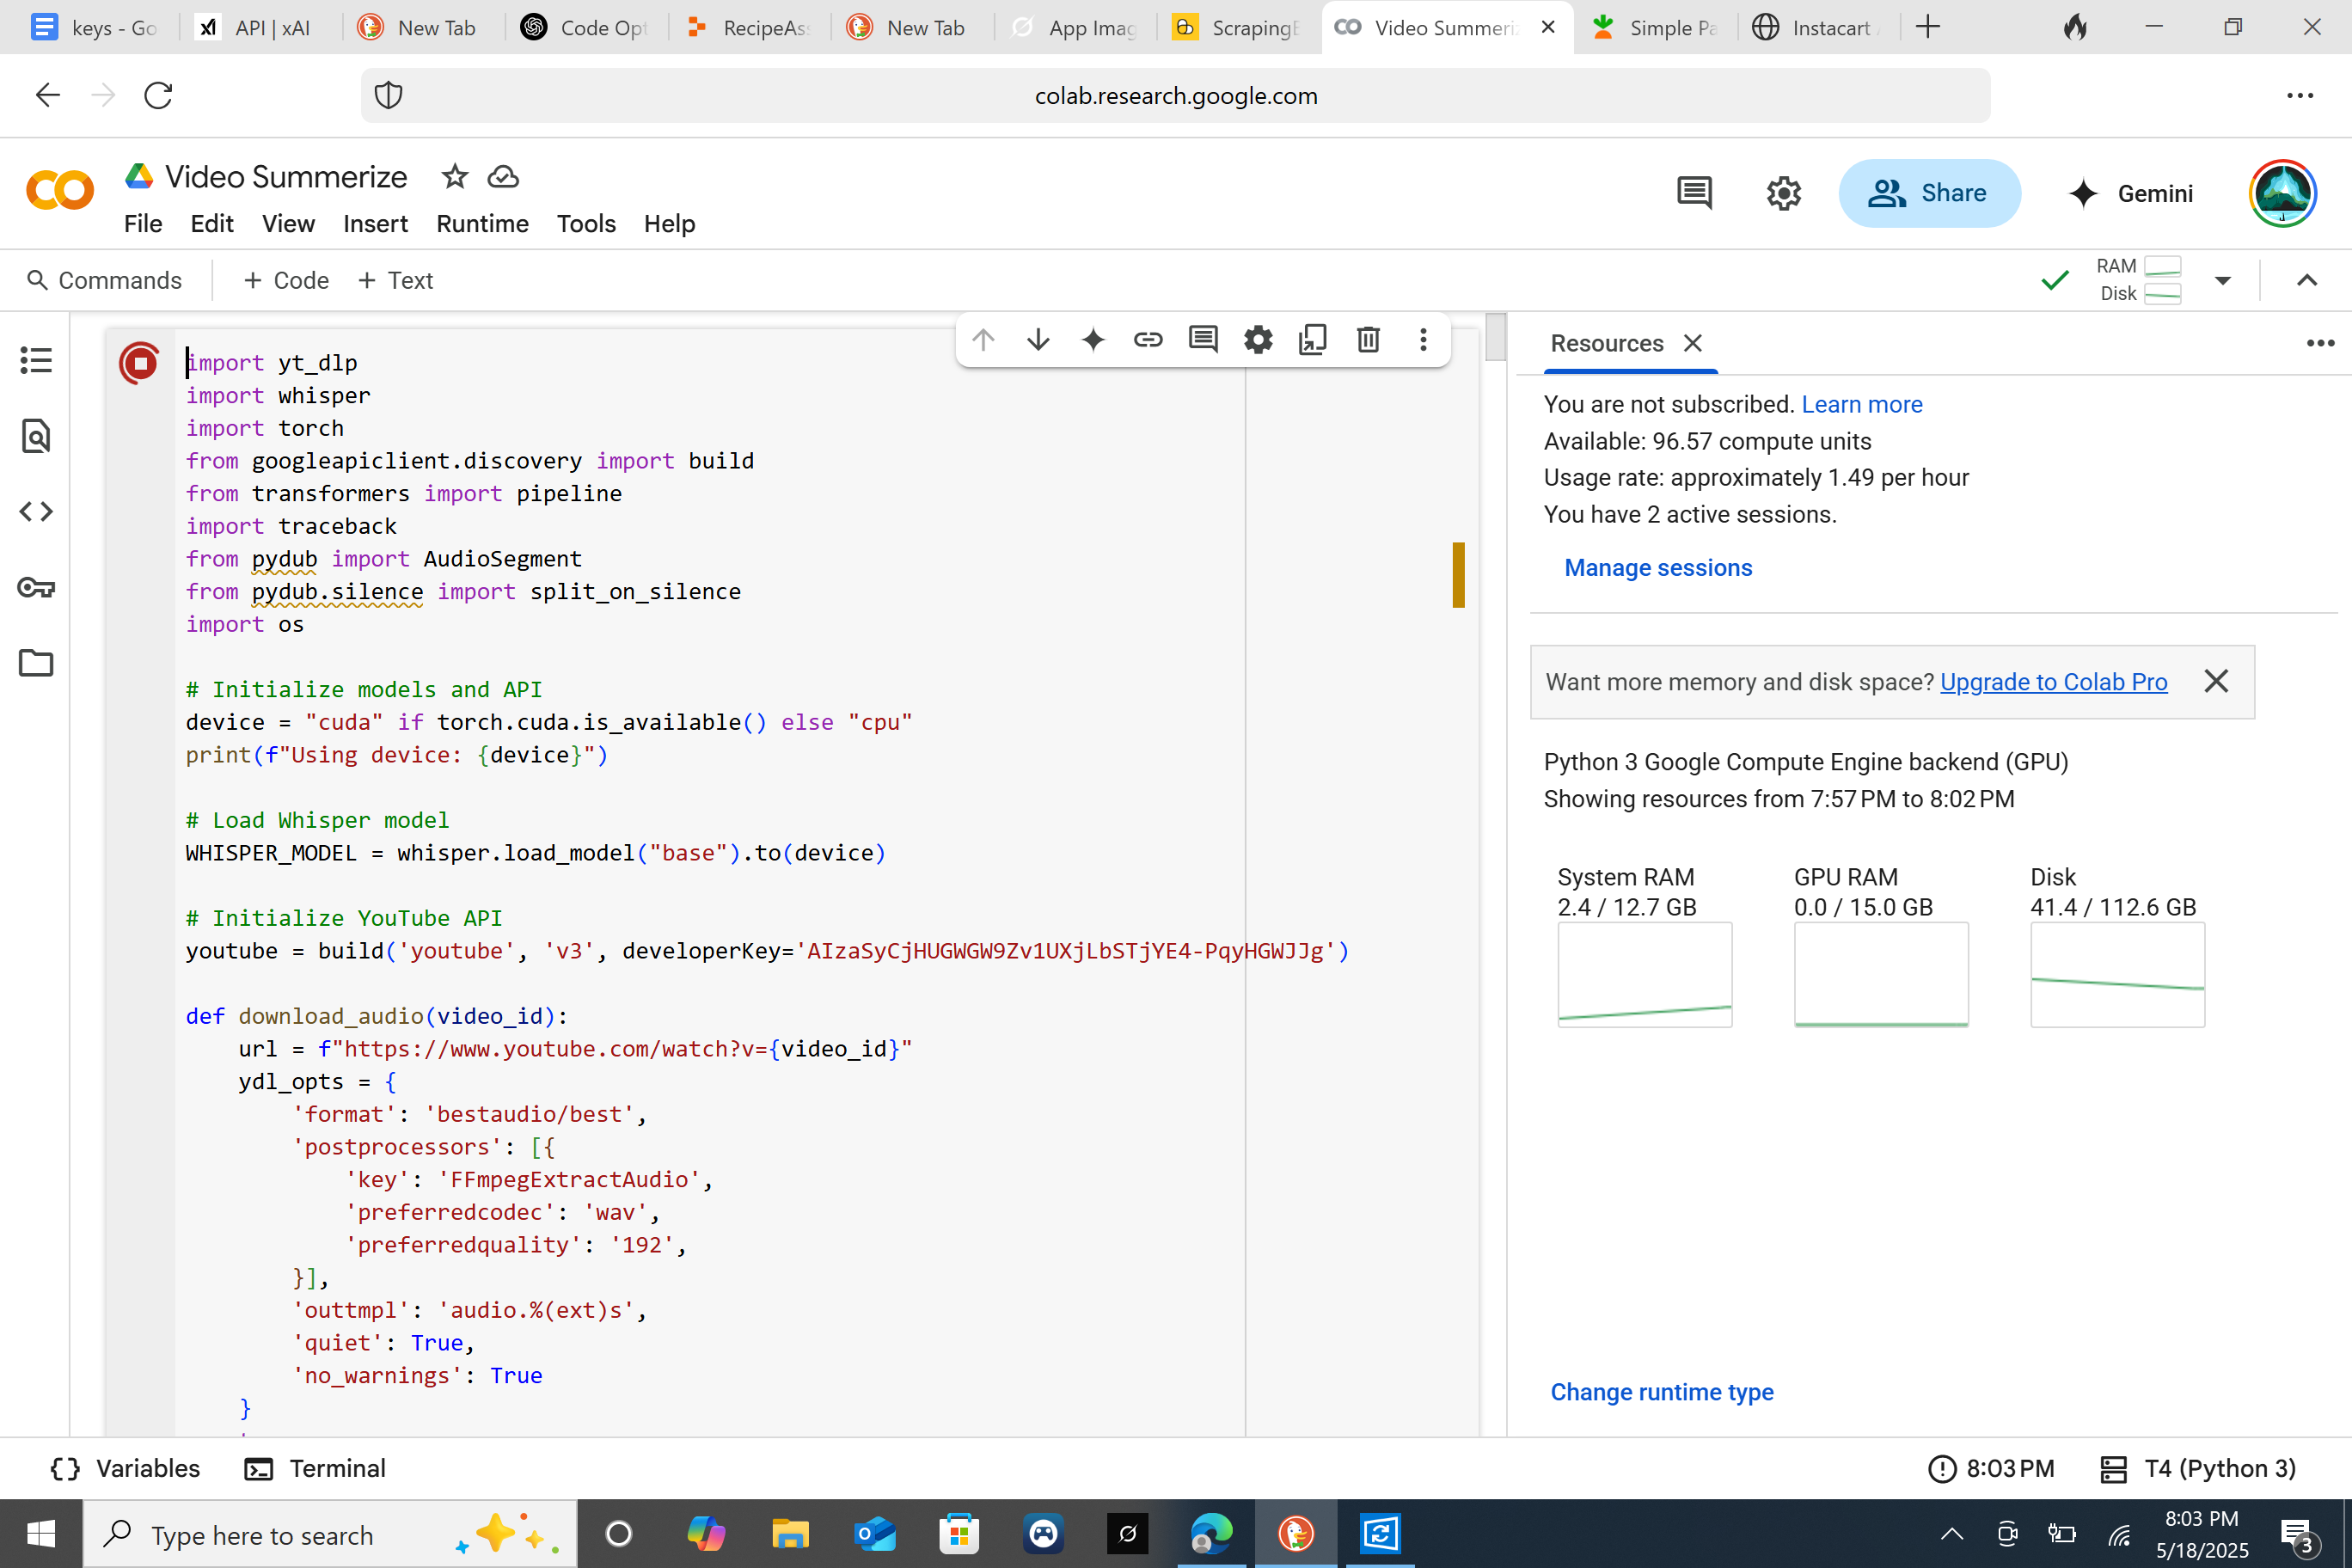 keys - Go
API | xAI
New Tab
Code Opt
RecipeAs
New Tab
App Imag
ScrapingB
Video Summeriz
Simple Pa
Instacart
colab.research.google.com
Video Summerize
File Edit View Insert Runtime Tools Help
Share
Gemini
Commands
+ Code + Text
RAM
Disk
import yt_dlp
import whisper
import torch
from googleapiclient.discovery import build
from transformers import pipeline
import traceback
from pydub import AudioSegment
from pydub.silence import split_on_silence
import os
# Initialize models and API
device = "cuda" if torch.cuda.is_available() else "cpu"
print(f"Using device: {device}")
# Load Whisper model
WHISPER_MODEL = whisper.load_model("base").to(device)
# Initialize YouTube API
youtube = build('youtube', 'v3', developerKey='AIzaSyCjHUGWGW9Zv1UXjLbSTjYE4-PqyHGWJJg')
def download_audio(video_id):
url = f"https://www.youtube.com/watch?v={video_id}"
ydl_opts = {
'format': 'bestaudio/best',
'postprocessors': [{
'key': 'FFmpegExtractAudio',
'preferredcodec': 'wav',
'preferredquality': '192',
}],
'outtmpl': 'audio.%(ext)s',
'quiet': True,
'no_warnings': True
}
Resources
You are not subscribed. Learn more
Available: 96.57 compute units
Usage rate: approximately 1.49 per hour
You have 2 active sessions.
Manage sessions
Want more memory and disk space? Upgrade to Colab Pro
Python 3 Google Compute Engine backend (GPU)
Showing resources from 7:57 PM to 8:02 PM
System RAM
2.4 / 12.7 GB
GPU RAM
0.0 / 15.0 GB
Disk
41.4 / 112.6 GB
Change runtime type
Variables
Terminal
8:03 PM
T4 (Python 3)
Type here to search
8:03 PM
5/18/2025
3